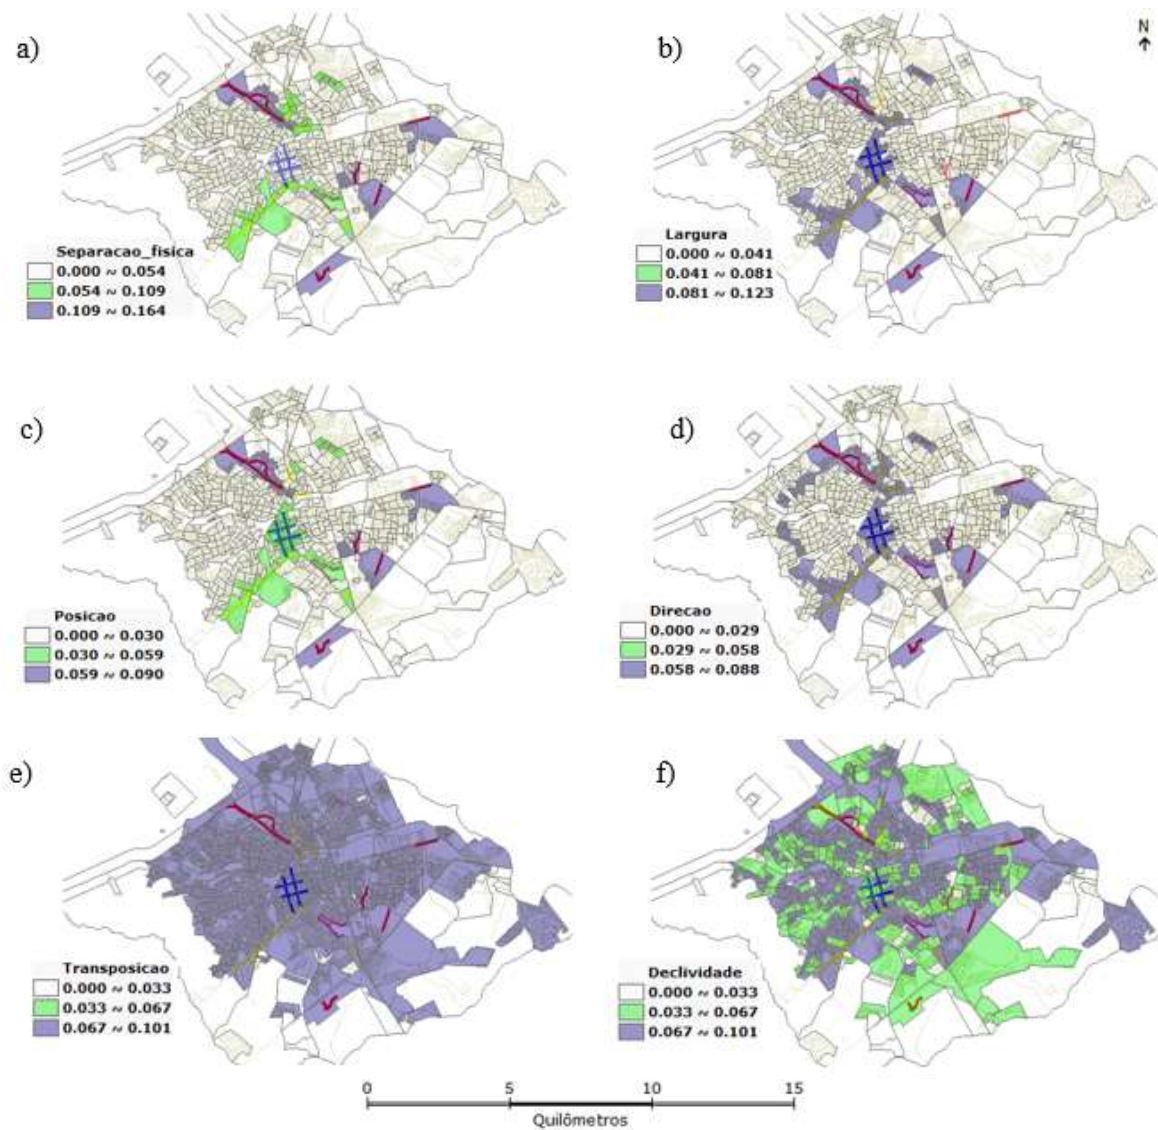 a)
b)
N
Separacao_fisica
0.000 ~ 0.054
0.054 ~ 0.109
0.109 ~ 0.164
Largura
0.000 ~ 0.041
0.041 ~ 0.081
0.081 ~ 0.123
c)
d)
Posicao
0.000 ~ 0.030
0.030 ~ 0.059
0.059 ~ 0.090
Direcao
0.000 ~ 0.029
0.029 ~ 0.058
0.058 ~ 0.088
e)
f)
Transposicao
0.000 ~ 0.033
0.033 ~ 0.067
0.067 ~ 0.101
Declividade
0.000 ~ 0.033
0.033 ~ 0.067
0.067 ~ 0.101
0 5 10 15
Quilômetros